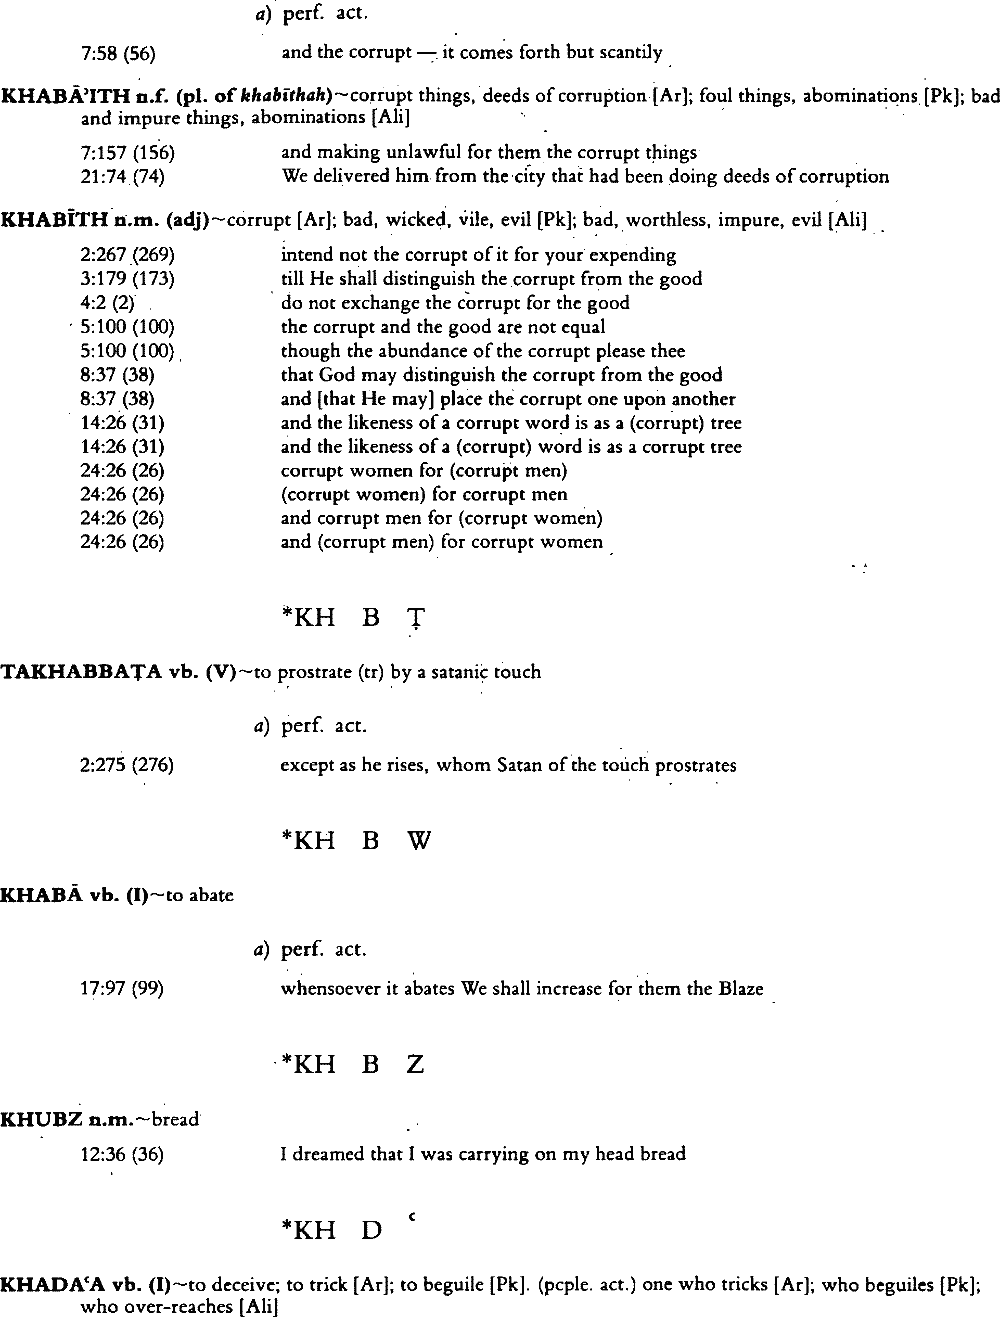 a) perf. act.
7:58 (56) and the corrupt — it comes forth but scantily
KHABĀ’ITH n.f. (pl. of khabīthah)~corrupt things, deeds of corruption [Ar]; foul things, abominations [Pk]; bad
and impure things, abominations [Ali]
7:157 (156) and making unlawful for them the corrupt things
21:74 (74) We delivered him from the city that had been doing deeds of corruption
KHABĪTH n.m. (adj)~corrupt [Ar]; bad, wicked, vile, evil [Pk]; bad, worthless, impure, evil [Ali]
2:267 (269) intend not the corrupt of it for your expending
3:179 (173) till He shall distinguish the corrupt from the good
4:2 (2) do not exchange the corrupt for the good
5:100 (100) the corrupt and the good are not equal
5:100 (100) though the abundance of the corrupt please thee
8:37 (38) that God may distinguish the corrupt from the good
8:37 (38) and [that He may] place the corrupt one upon another
14:26 (31) and the likeness of a corrupt word is as a (corrupt) tree
14:26 (31) and the likeness of a (corrupt) word is as a corrupt tree
24:26 (26) corrupt women for (corrupt men)
24:26 (26) (corrupt women) for corrupt men
24:26 (26) and corrupt men for (corrupt women)
24:26 (26) and (corrupt men) for corrupt women
*KH B Ṭ
TAKHABBAṬA vb. (V)~to prostrate (tr) by a satanic touch
a) perf. act.
2:275 (276) except as he rises, whom Satan of the touch prostrates
*KH B W
KHABĀ vb. (I)~to abate
a) perf. act.
17:97 (99) whensoever it abates We shall increase for them the Blaze
*KH B Z
KHUBZ n.m.~bread
12:36 (36) I dreamed that I was carrying on my head bread
*KH D ʿ
KHADAʿA vb. (I)~to deceive; to trick [Ar]; to beguile [Pk]. (pcple. act.) one who tricks [Ar]; who beguiles [Pk];
who over-reaches [Ali]